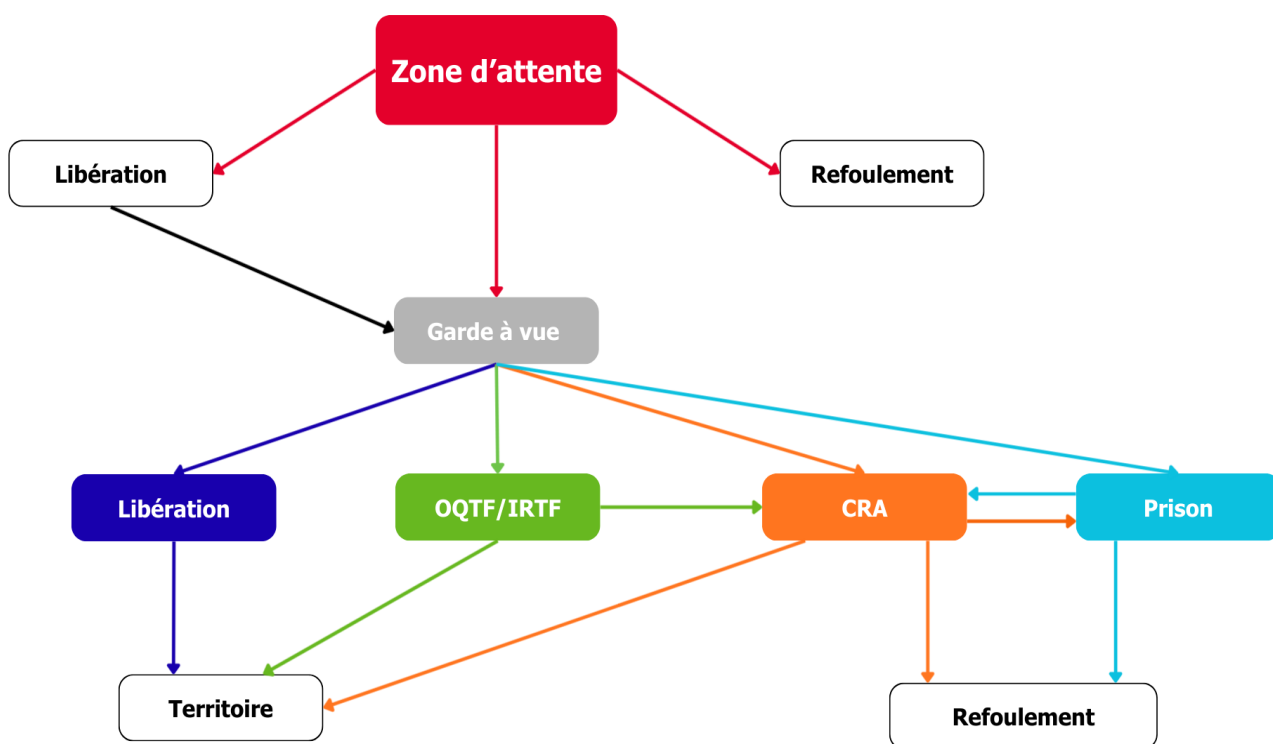 Zone d’attente
Libération
Refoulement
Garde à vue
Libération
OQTF/IRTF
CRA
Prison
Territoire
Refoulement